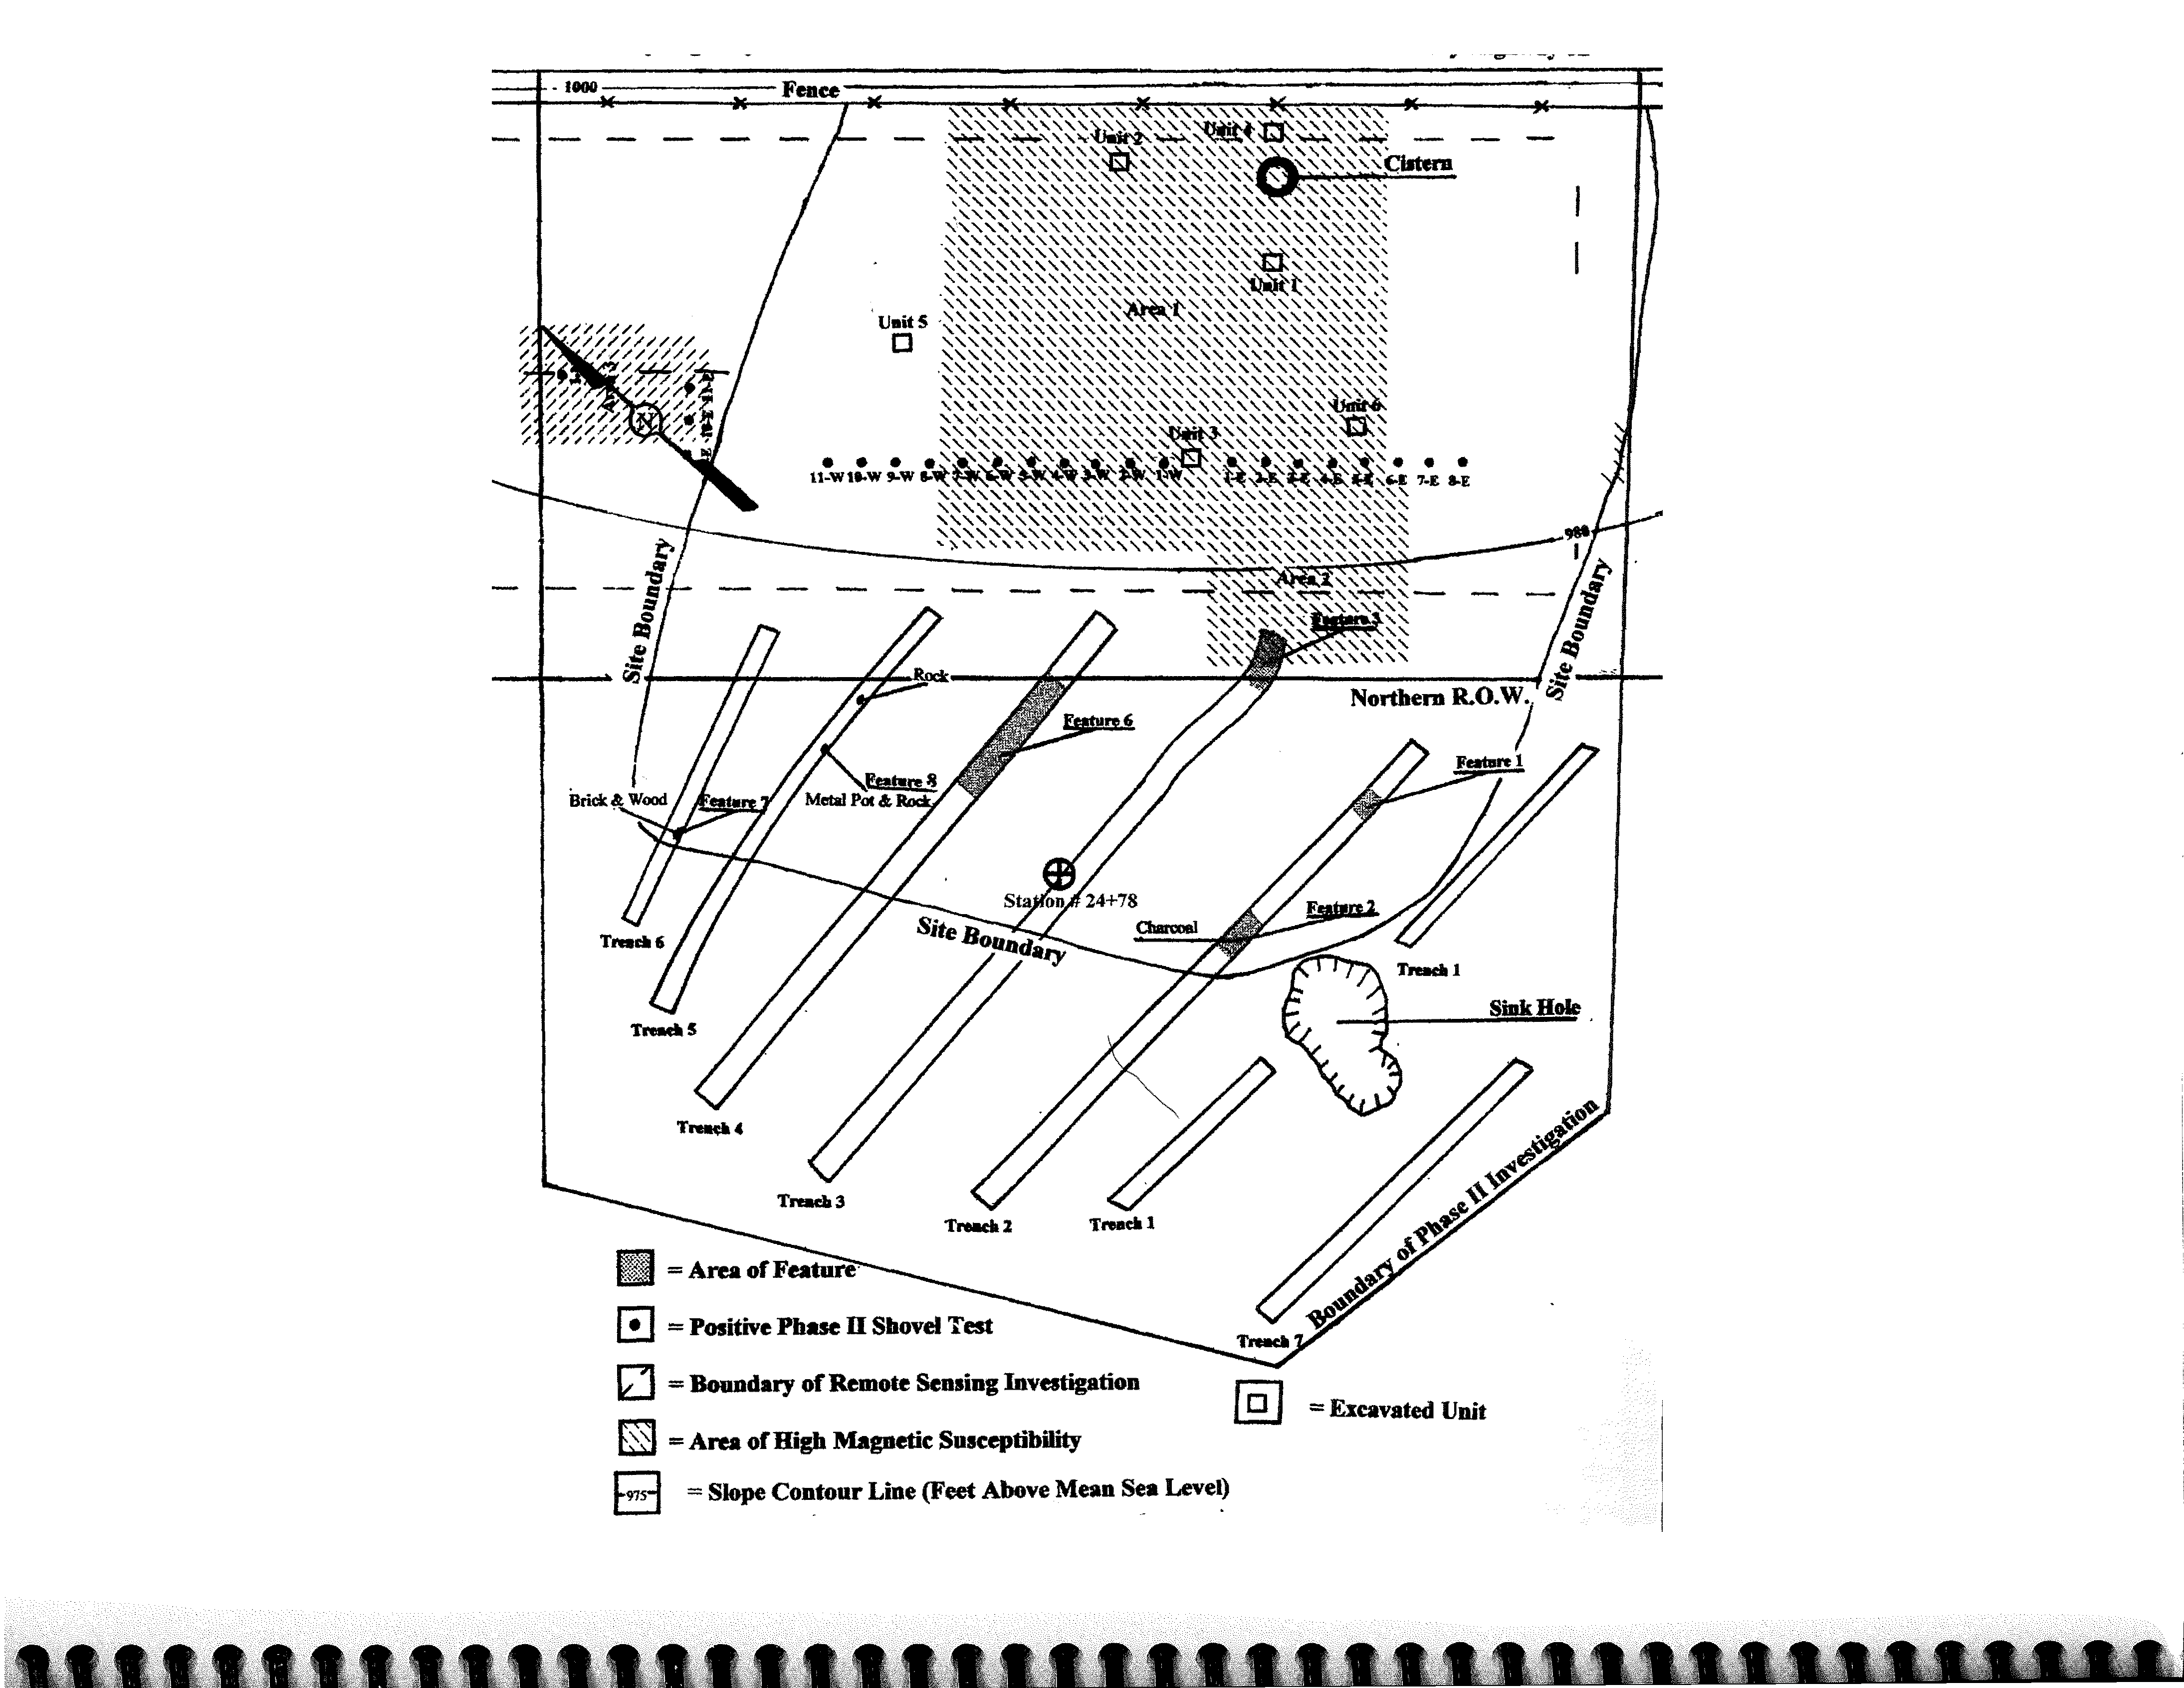 1000
Fence
Unit 2
Unit 4
Cistern
Unit 1
Area 1
Unit 5
N
Unit 6
Unit 3
11-W 10-W 9-W 8-W 7-W 6-W 5-W 4-W 3-W 2-W 1-W 1-E 2-E 3-E 4-E 5-E 6-E 7-E 8-E
980
Area 2
Site Boundary
Site Boundary
Rock
Northern R.O.W.
Feature 6
Feature 1
Feature 8
Metal Pot & Rock
Brick & Wood
Feature 7
Station # 24+78
Feature 2
Charcoal
Site Boundary
Trench 6
Trench 1
Sink Hole
Trench 5
Trench 4
Trench 3
Trench 2
Trench 1
Boundary of Phase II Investigation
Trench 7
= Area of Feature
= Positive Phase II Shovel Test
= Boundary of Remote Sensing Investigation
= Excavated Unit
= Area of High Magnetic Susceptibility
975
= Slope Contour Line (Feet Above Mean Sea Level)